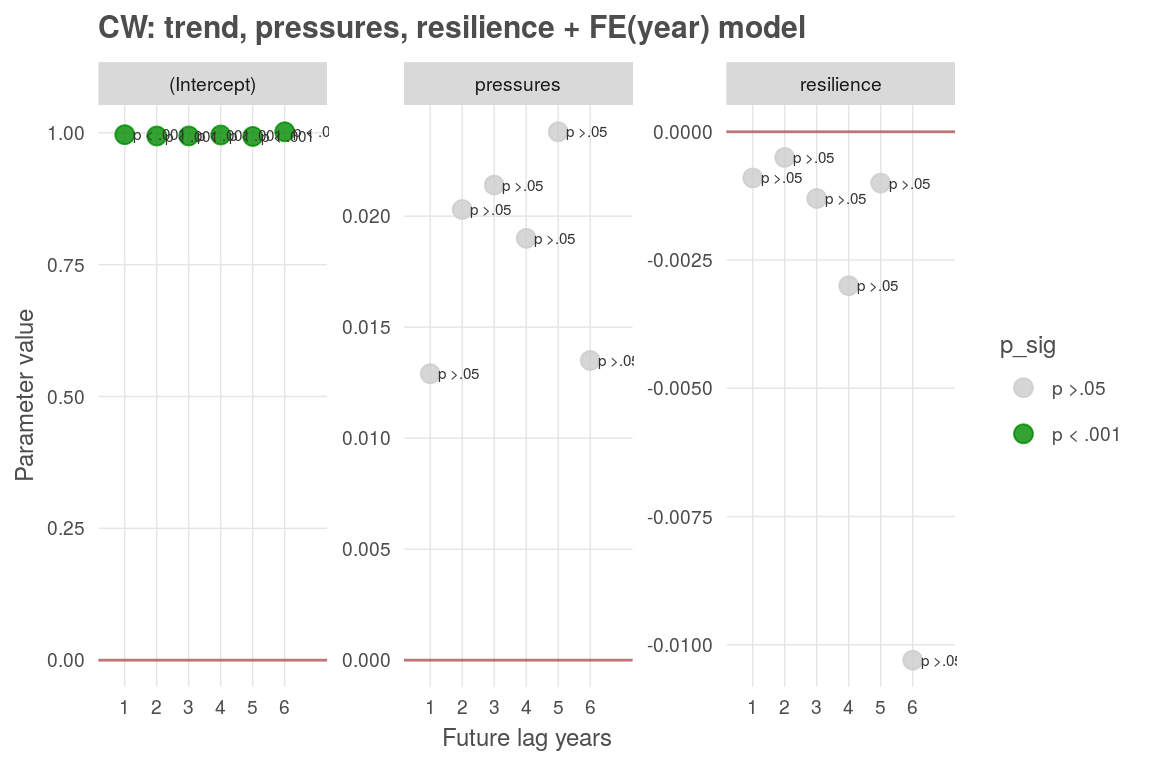 CW: trend, pressures, resilience + FE(year) model
(Intercept)
pressures
resilience
Parameter value
1.00
0.75
0.50
0.25
0.00
p < .001
1 2 3 4 5 6
0.020
0.015
0.010
0.005
0.000
p >.05
p >.05
p >.05
p >.05
p >.05
p >.05
1 2 3 4 5 6
0.0000
-0.0025
-0.0050
-0.0075
-0.0100
p >.05
p >.05
p >.05
p >.05
p >.05
p >.05
1 2 3 4 5 6
Future lag years
p_sig
p >.05
p < .001